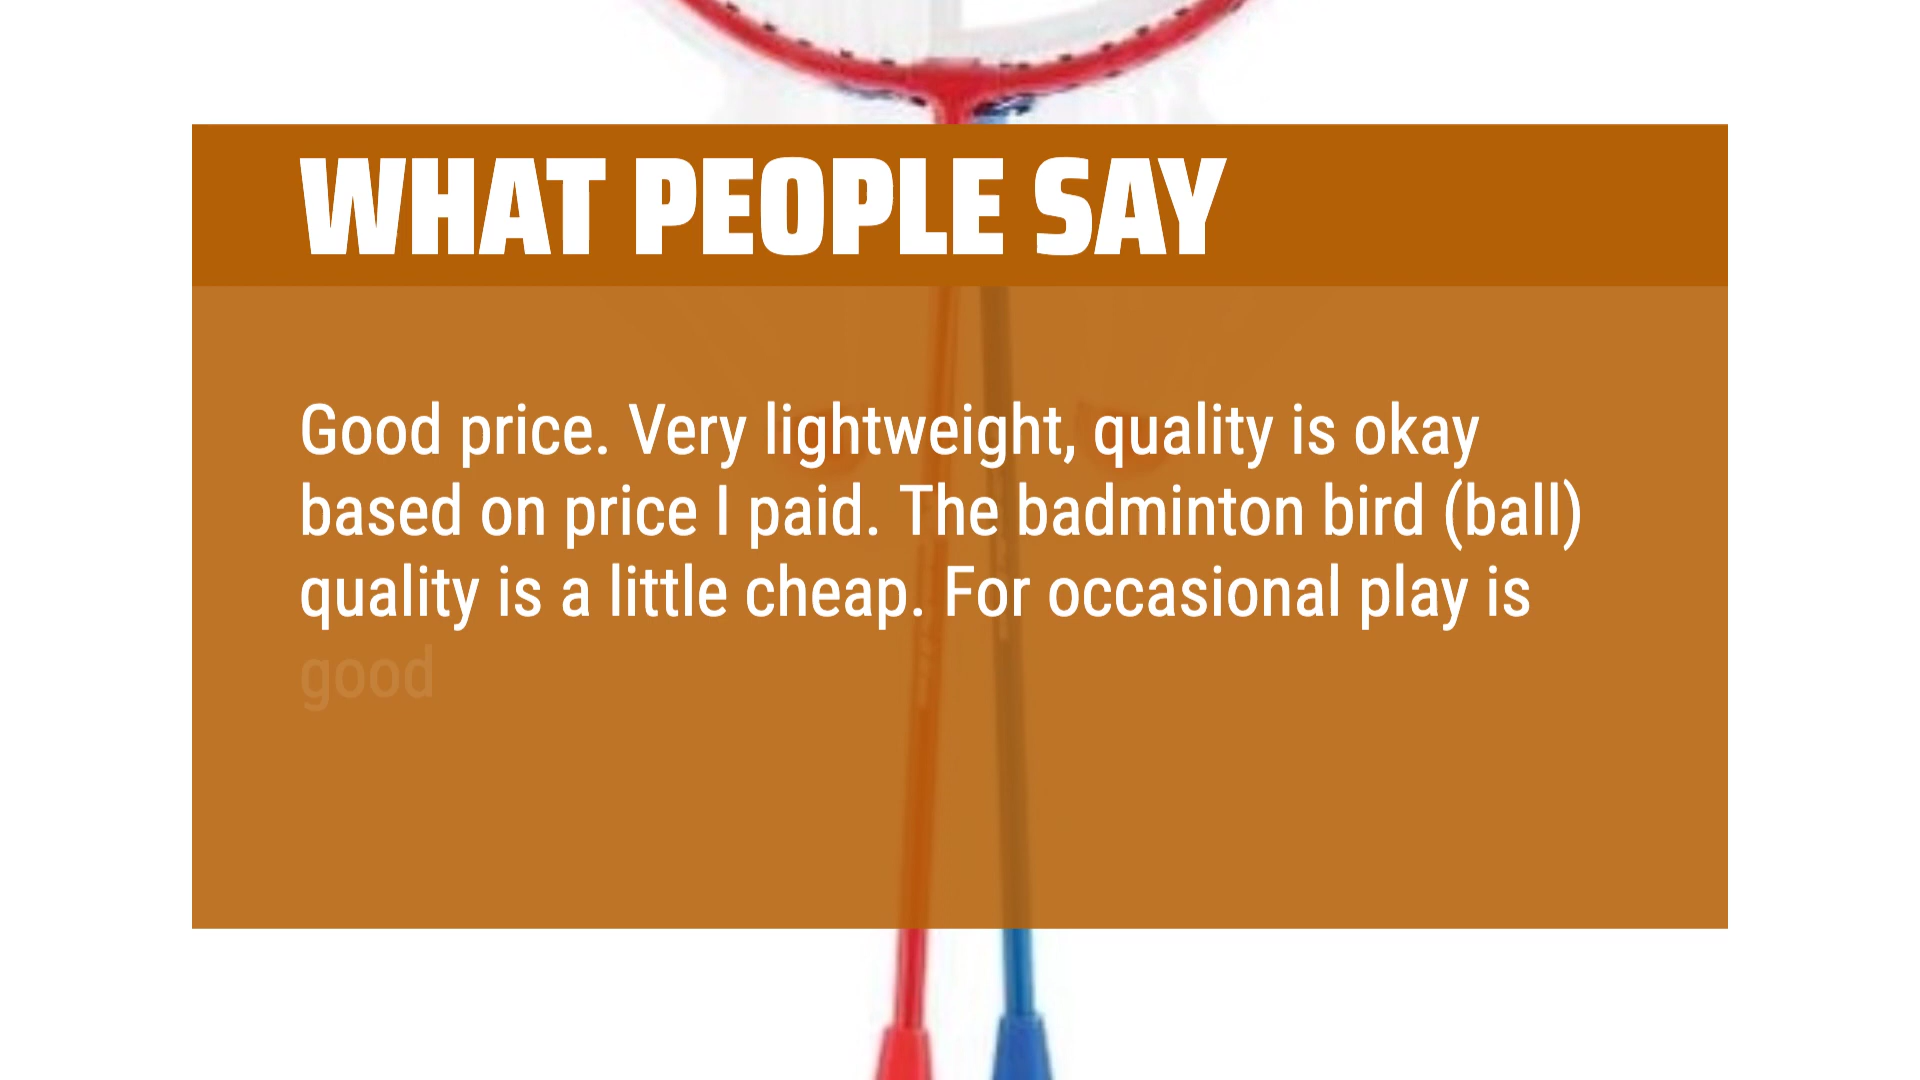 WHAT PEOPLE SAY
Good price. Very lightweight, quality is okay
based on price I paid. The badminton bird (ball)
quality is a little cheap. For occasional play is
good